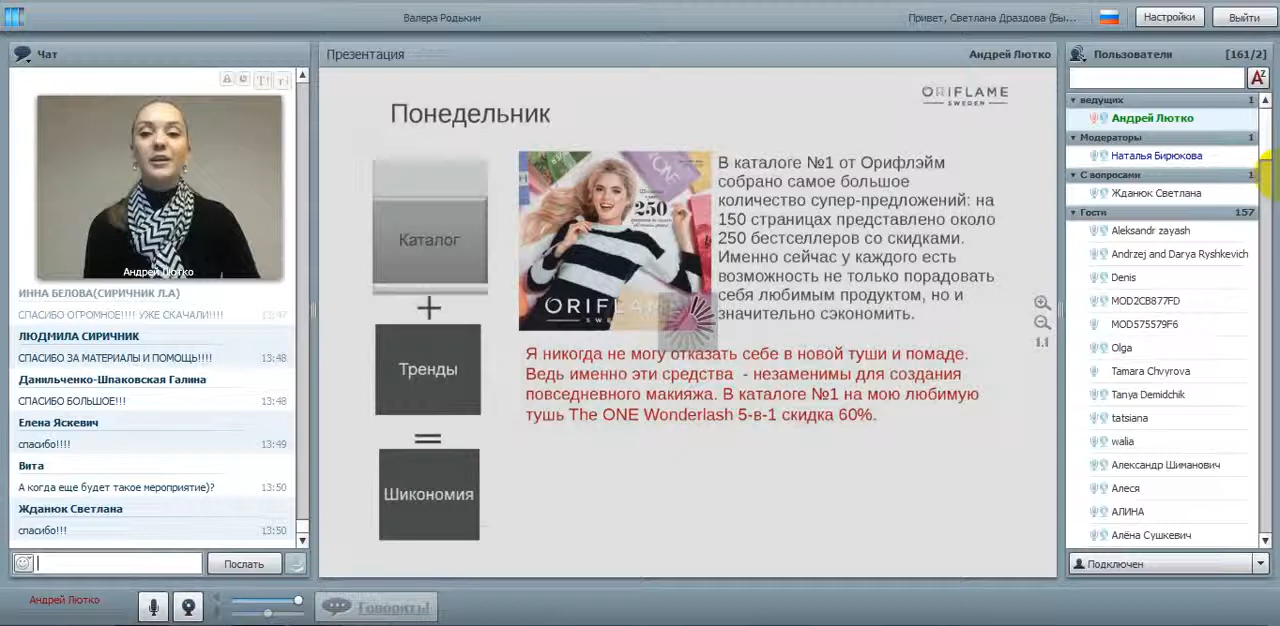 Валера Родькин
Привет, Светлана Драздова (Бы...
Настройки
Выйти
Чат
Андрей Лютко
ИННА БЕЛОВА(СИРИЧНИК Л.А)
СПАСИБО ОГРОМНОЕ!!!! УЖЕ СКАЧАЛИ!!!!
13:47
ЛЮДМИЛА СИРИЧНИК
СПАСИБО ЗА МАТЕРИАЛЫ И ПОМОЩЬ!!!!
13:48
Данильченко-Шпаковская Галина
СПАСИБО БОЛЬШОЕ!!!
13:48
Елена Яскевич
спасибо!!!!
13:49
Вита
А когда еще будет такое мероприятие)?
13:50
Жданюк Светлана
спасибо!!!
13:50
Послать
Презентация
Андрей Лютко
ORIFLAME
SWEDEN
Понедельник
Каталог
+
Тренды
=
Шикономия
250
ORIFLAME
В каталоге №1 от Орифлэйм
собрано самое большое
количество супер-предложений: на
150 страницах представлено около
250 бестселлеров со скидками.
Именно сейчас у каждого есть
возможность не только порадовать
себя любимым продуктом, но и
значительно сэкономить.
Я никогда не могу отказать себе в новой туши и помаде.
Ведь именно эти средства - незаменимы для создания
повседневного макияжа. В каталоге №1 на мою любимую
тушь The ONE Wonderlash 5-в-1 скидка 60%.
1.1
Пользователи
[161/2]
ведущих
1
Андрей Лютко
Модераторы
1
Наталья Бирюкова
С вопросами
1
Жданюк Светлана
Гости
157
Aleksandr zayash
Andrzej and Darya Ryshkevich
Denis
MOD2CB877FD
MOD575579F6
Olga
Tamara Chvyrova
Tanya Demidchik
tatsiana
walia
Александр Шиманович
Алеся
АЛИНА
Алёна Сушкевич
Подключен
Андрей Лютко
Говорить!